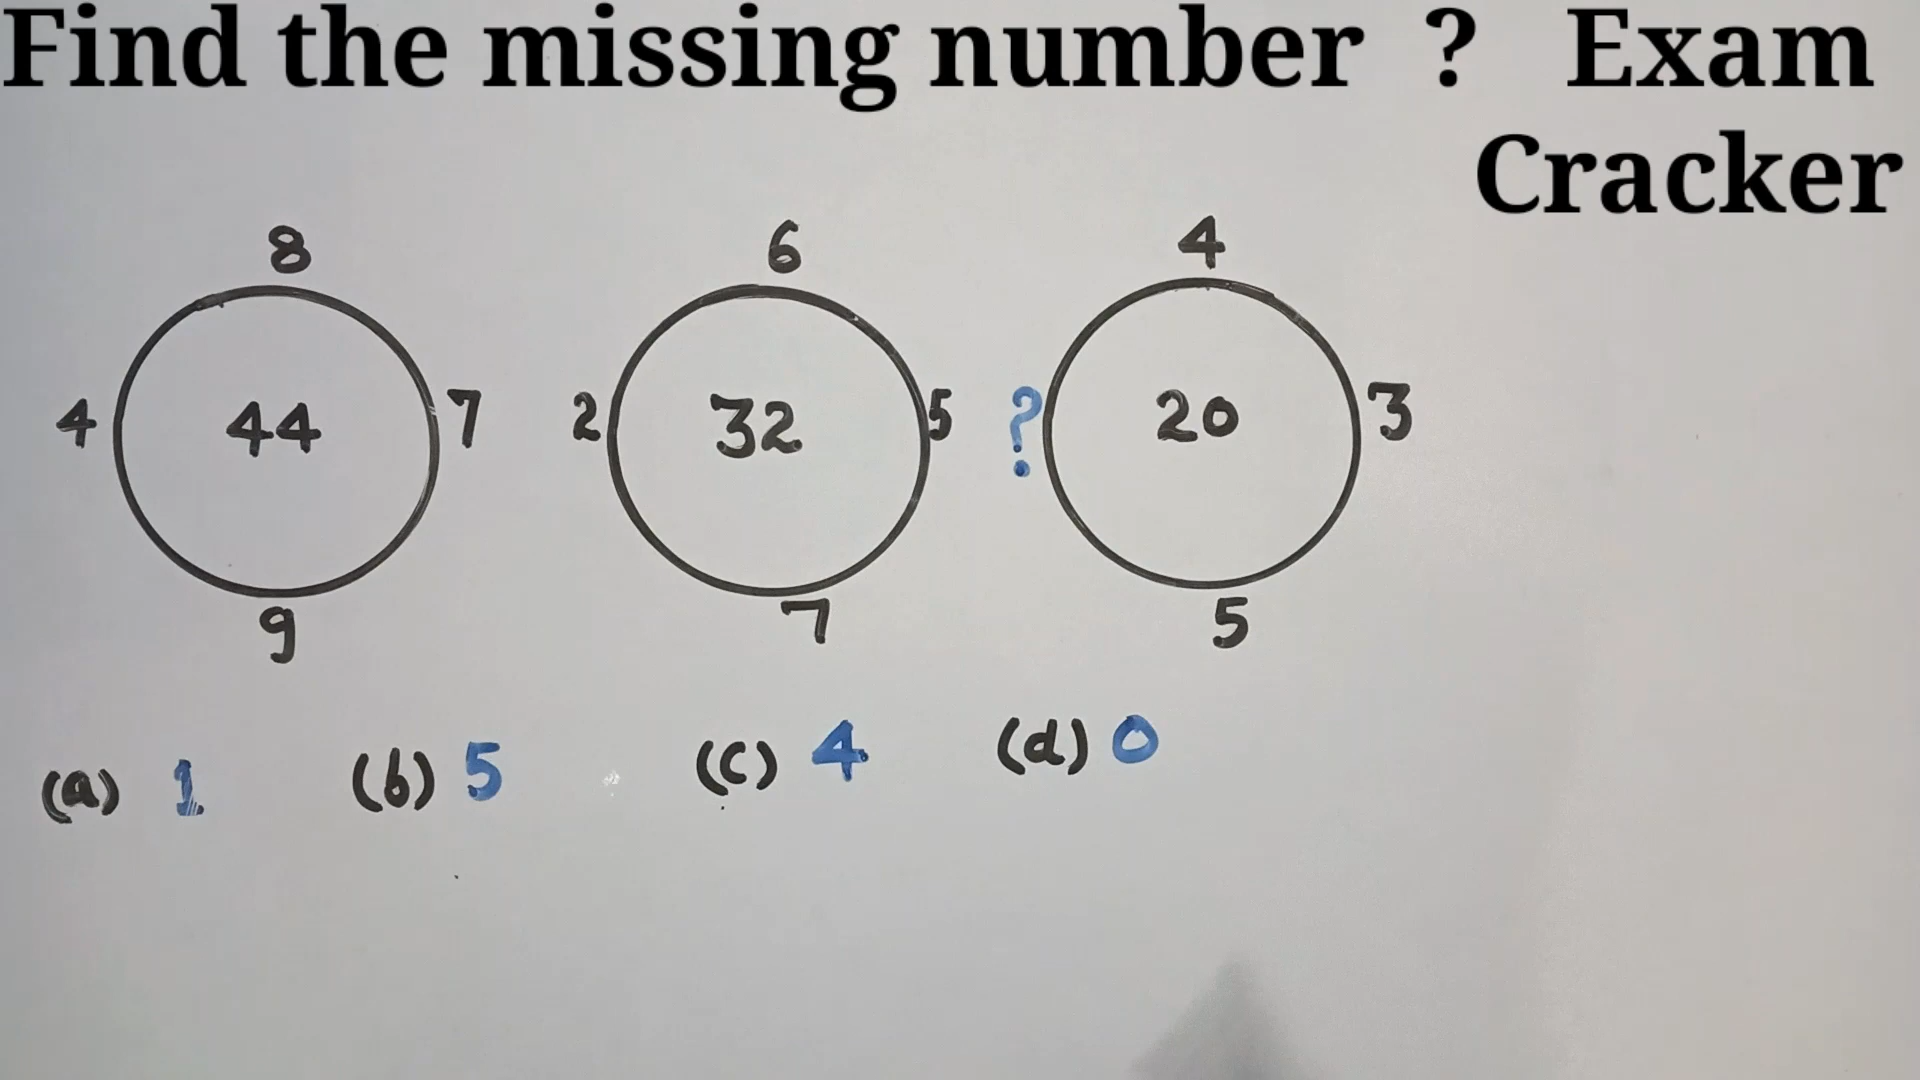 Find the missing number ? Exam
Cracker
8 6 4
4 44 7 2 32 5 ? 20 3
9 7 5
(a) 1 (b) 5 (c) 4 (d) 0